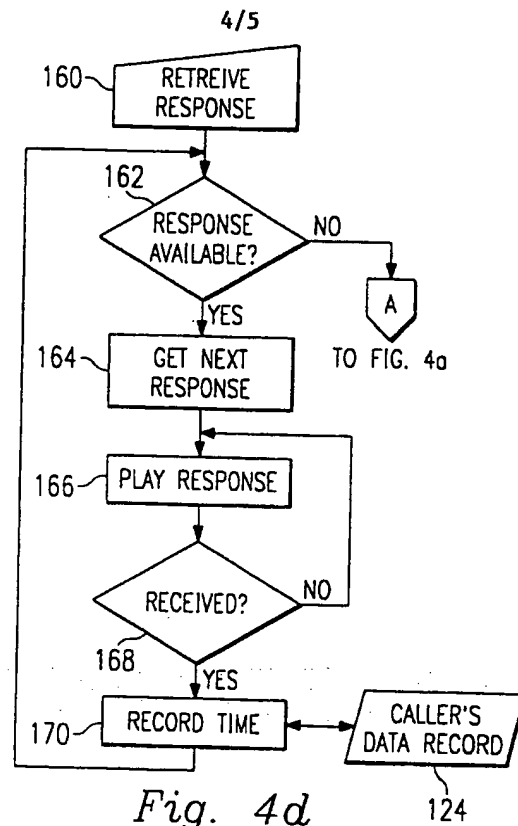 4/5
160
RETREIVE
RESPONSE
162
RESPONSE
AVAILABLE?
NO
A
TO FIG. 4a
YES
164
GET NEXT
RESPONSE
166
PLAY RESPONSE
RECEIVED?
NO
168
YES
170
RECORD TIME
CALLER'S
DATA RECORD
124
Fig. 4d